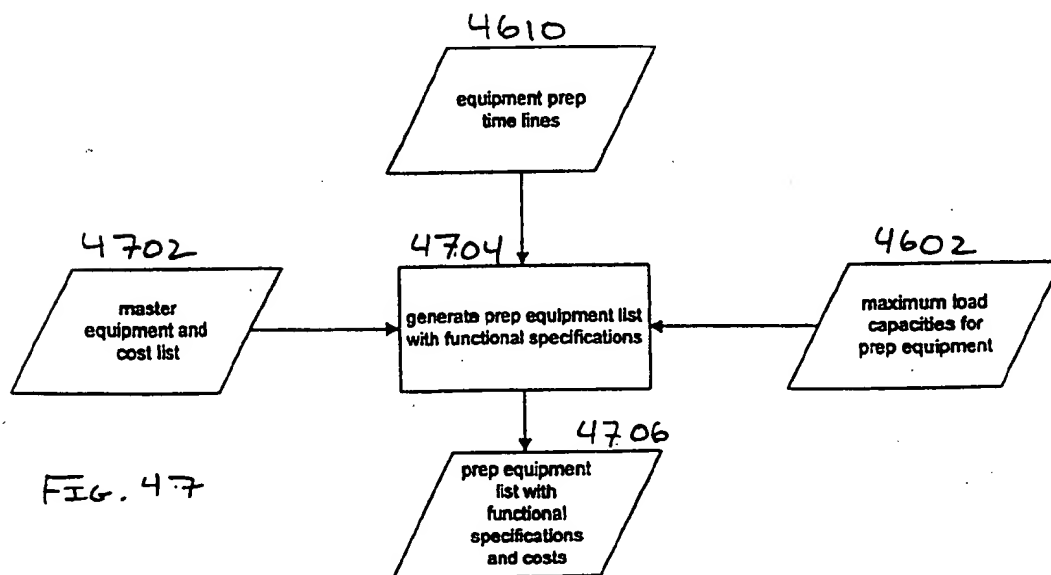 4610
equipment prep
time lines
4702
master
equipment and
cost list
4704
generate prep equipment list
with functional specifications
4602
maximum load
capacities for
prep equipment
4706
prep equipment
list with
functional
specifications
and costs
FIG. 47